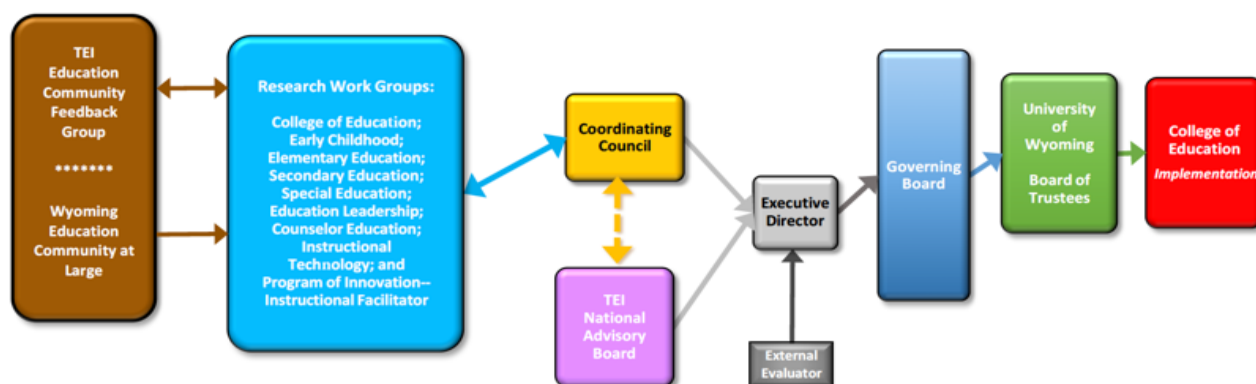 TEI
Education
Community
Feedback
Group
*******
Wyoming
Education
Community at
Large
Research Work Groups:
College of Education;
Early Childhood;
Elementary Education;
Secondary Education;
Special Education;
Education Leadership;
Counselor Education;
Instructional
Technology; and
Program of Innovation--
Instructional Facilitator
Coordinating
Council
TEI
National
Advisory
Board
Executive
Director
External
Evaluator
Governing
Board
University
of
Wyoming
Board of
Trustees
College of
Education
Implementation